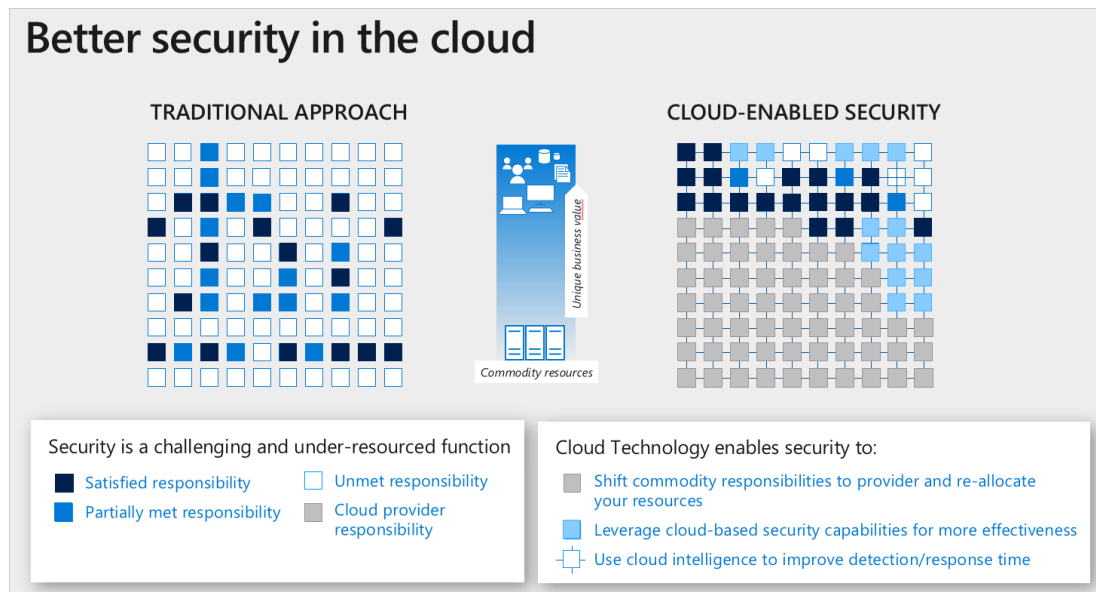 Better security in the cloud
TRADITIONAL APPROACH
CLOUD-ENABLED SECURITY
Unique business value
Commodity resources
Security is a challenging and under-resourced function
Satisfied responsibility
Unmet responsibility
Partially met responsibility
Cloud provider
responsibility
Cloud Technology enables security to:
Shift commodity responsibilities to provider and re-allocate
your resources
Leverage cloud-based security capabilities for more effectiveness
Use cloud intelligence to improve detection/response time